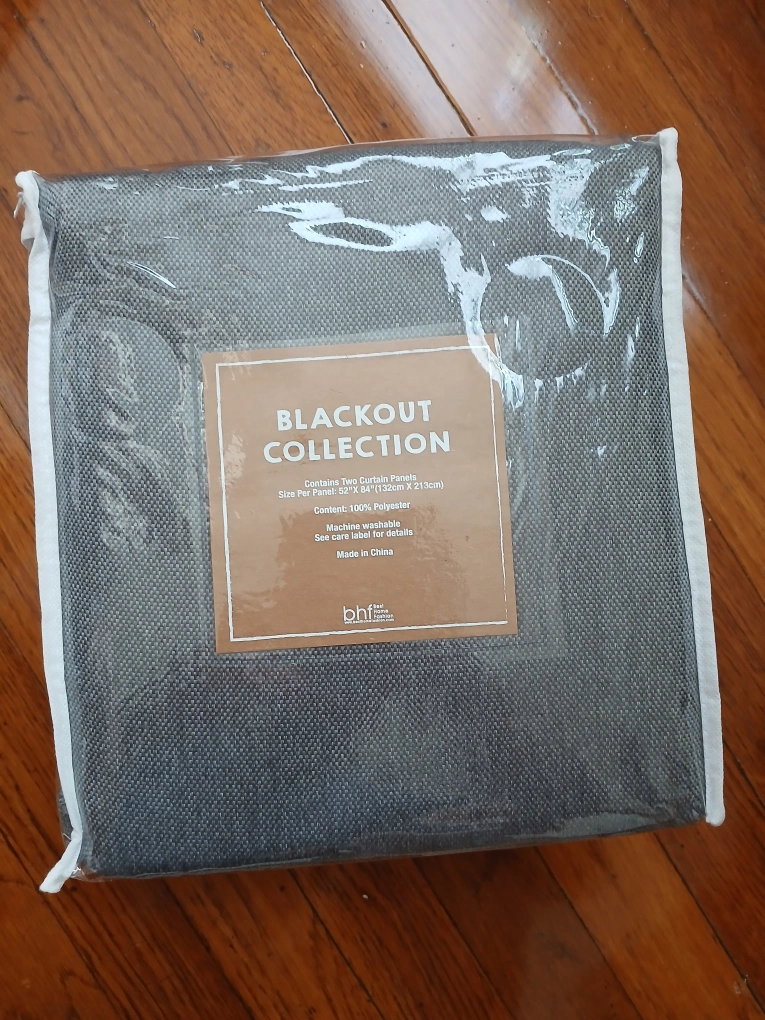 BLACKOUT
COLLECTION
Contains Two Curtain Panels
Size Per Panel: 52"X 84"(132cm X 213cm)
Content: 100% Polyester
Machine washable
See care label for details
Made in China
bhf Best
Home
Fashion